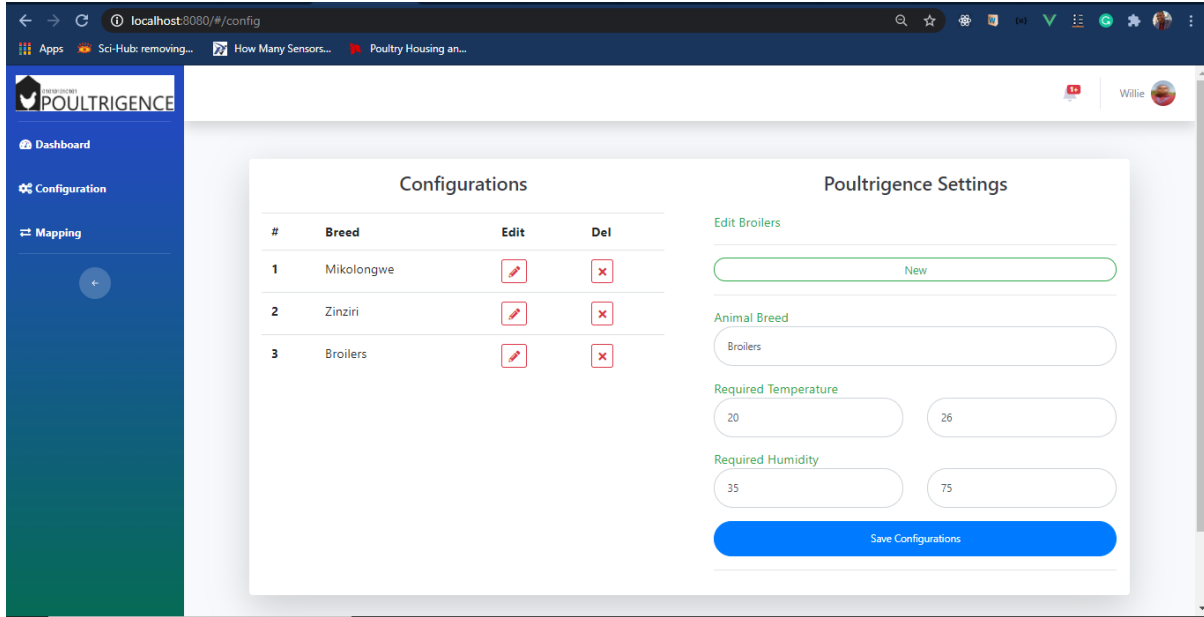 localhost:8080/#/config
Apps Sci-Hub: removing... How Many Sensors... Poultry Housing an...
POULTRIGENCE
1+
Willie
Dashboard
Configuration
Mapping
Configurations
# Breed Edit Del
1 Mikolongwe
2 Zinziri
3 Broilers
Poultrigence Settings
Edit Broilers
New
Animal Breed
Broilers
Required Temperature
20 26
Required Humidity
35 75
Save Configurations